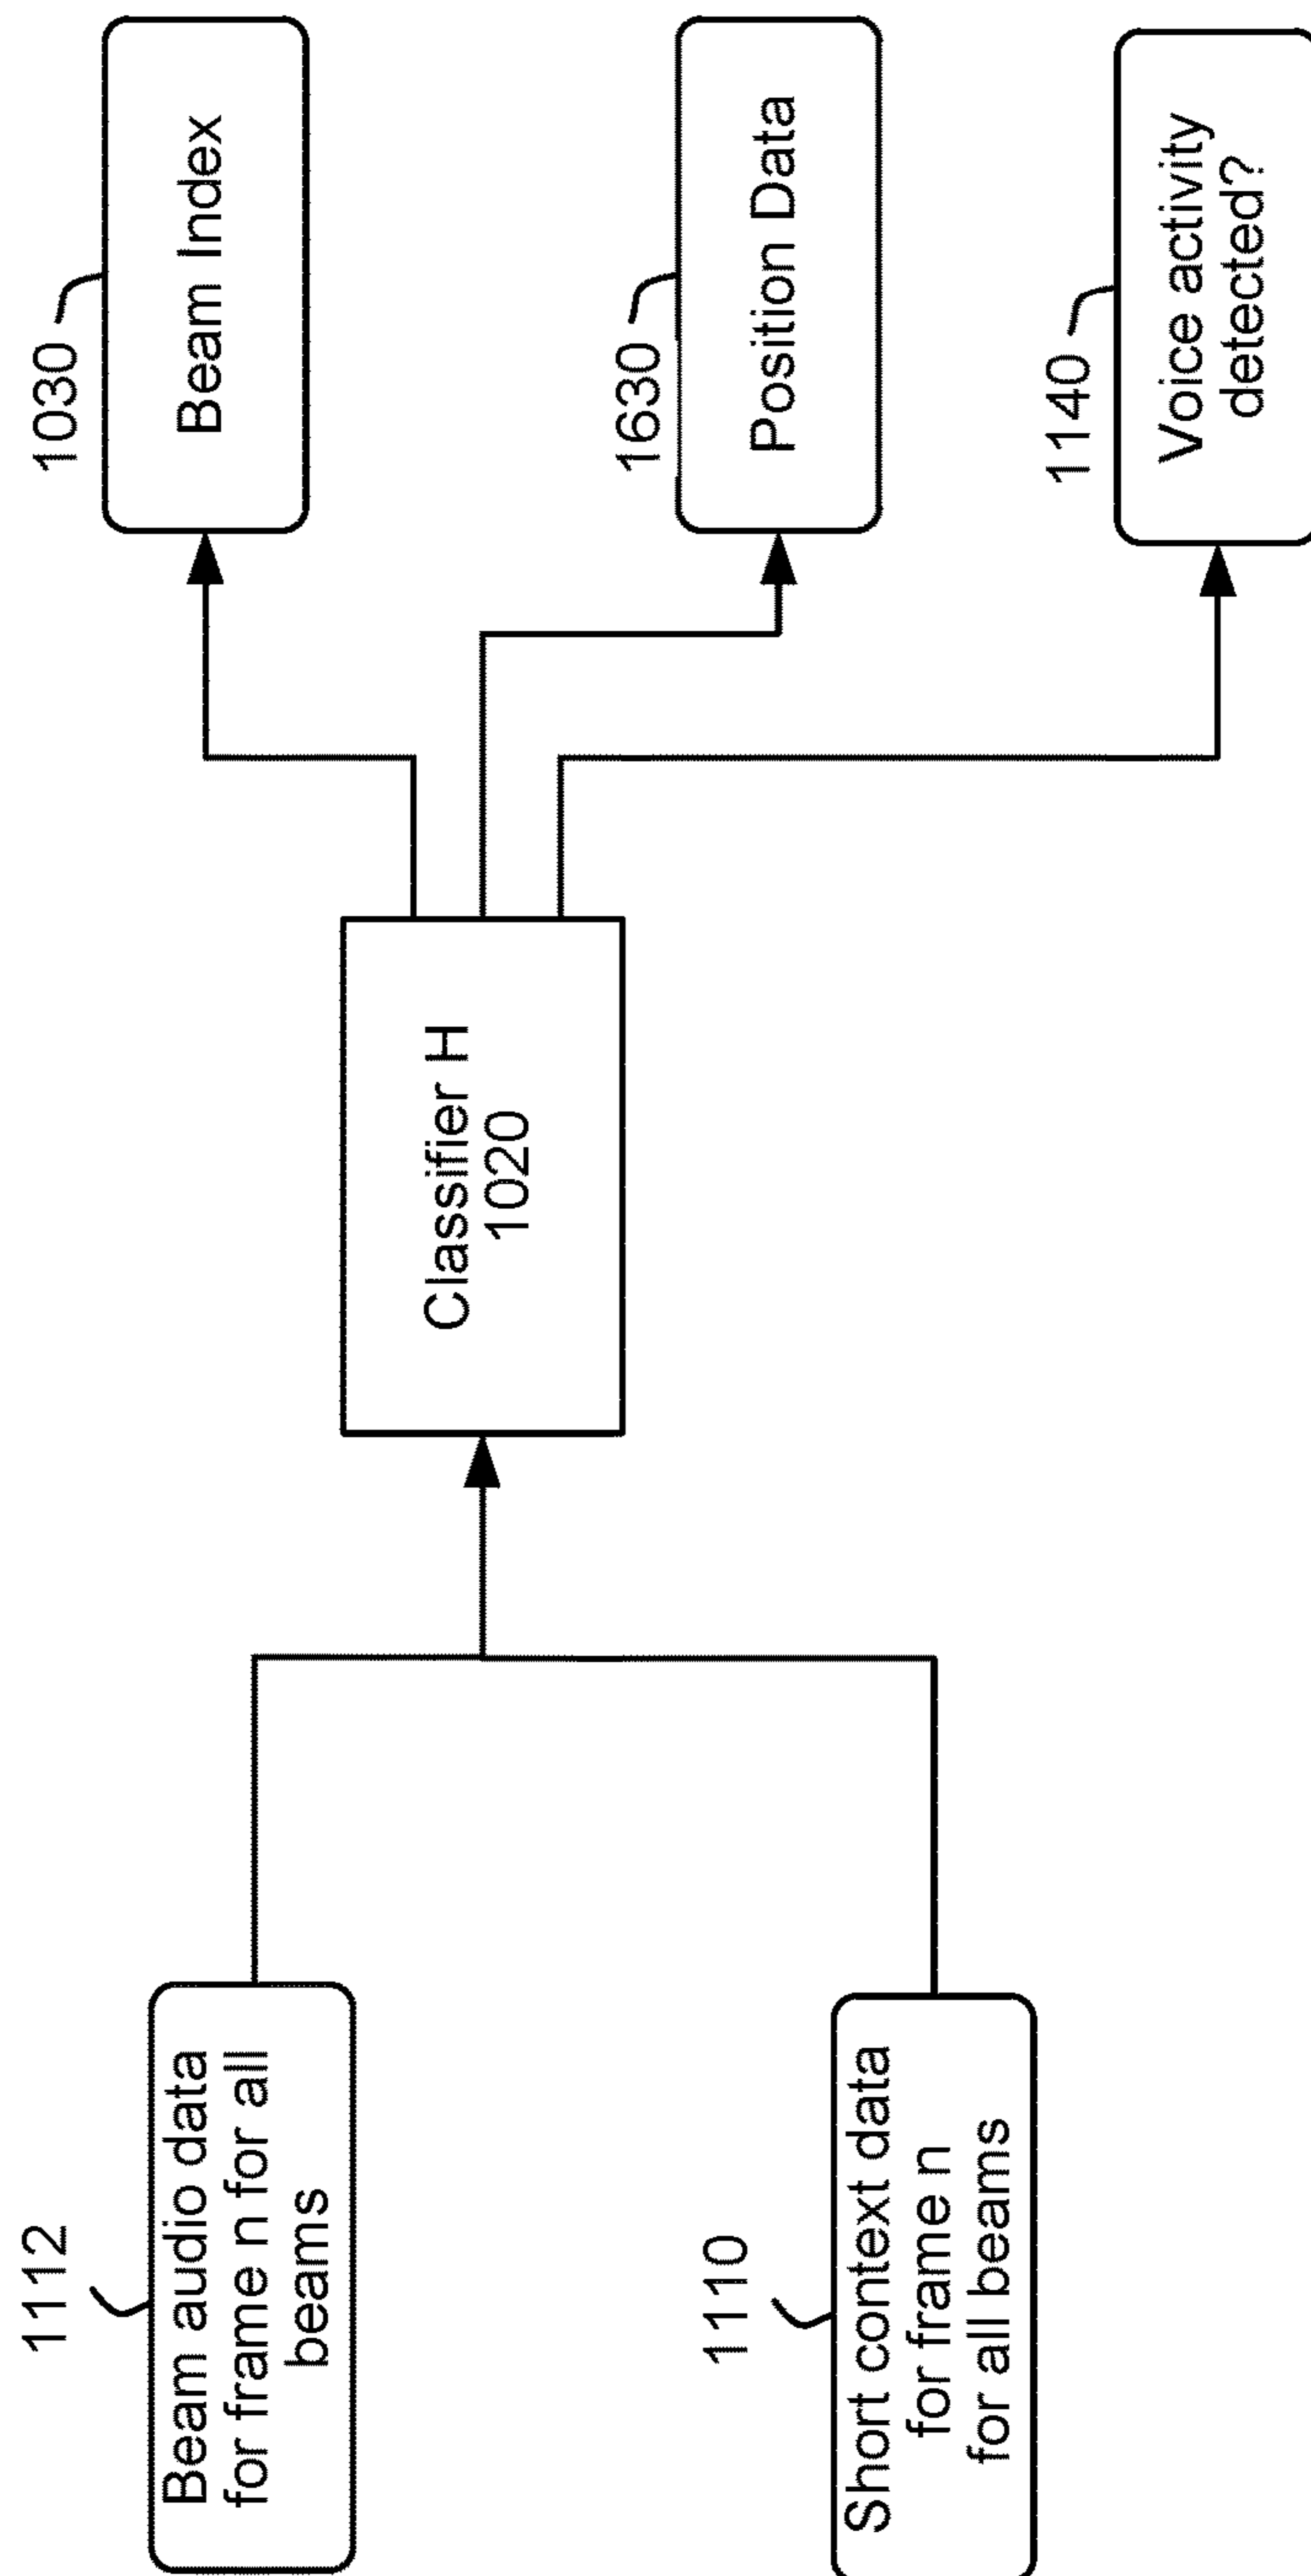 1112
Beam audio data
for frame n for all
beams
1110
Short context data
for frame n
for all beams
Classifier H
1020
1030
Beam Index
1630
Position Data
1140
Voice activity
detected?